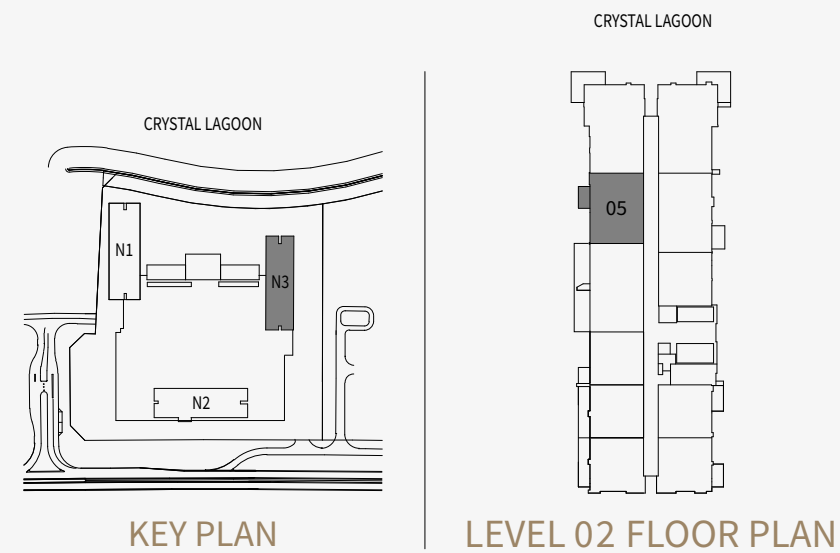 CRYSTAL LAGOON
N1
N3
N2
KEY PLAN
CRYSTAL LAGOON
05
LEVEL 02 FLOOR PLAN